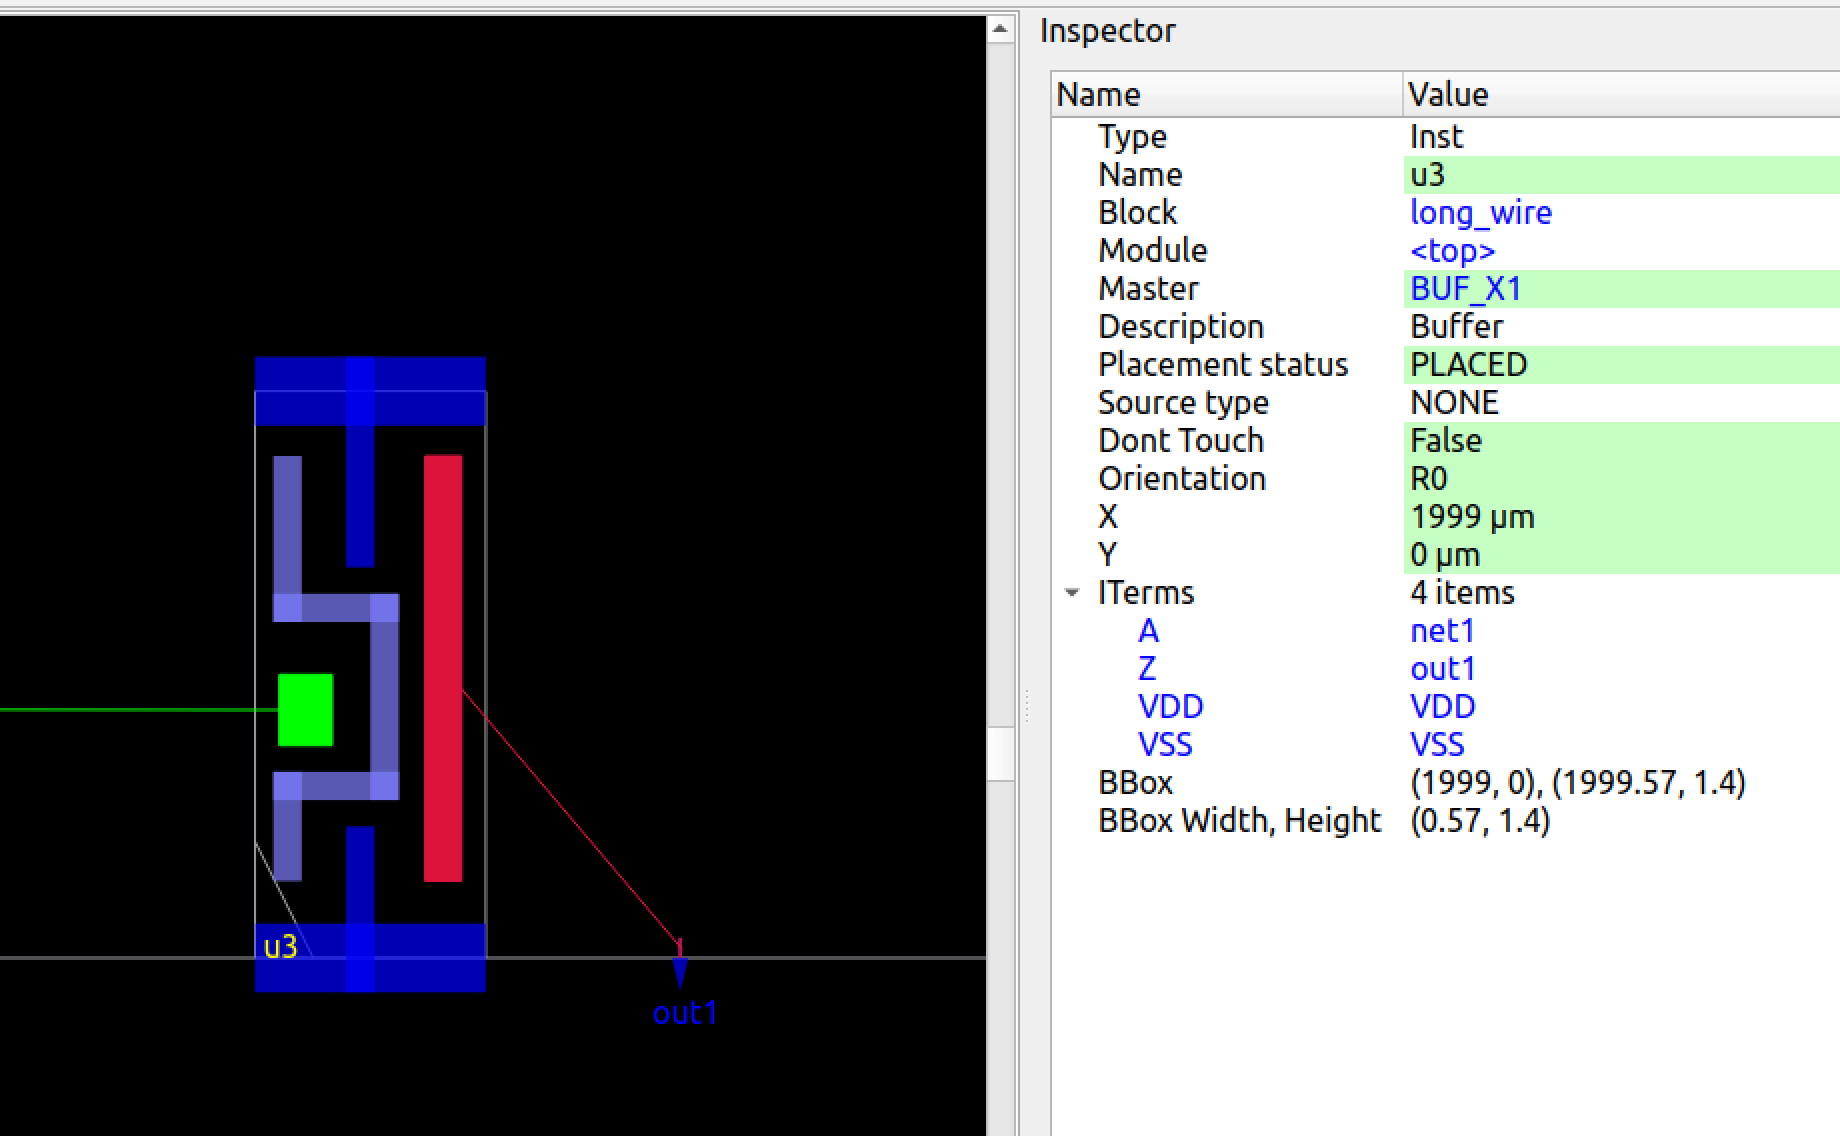 Inspector
Name Value
Type Inst
Name u3
Block long_wire
Module <top>
Master BUF_X1
Description Buffer
Placement status PLACED
Source type NONE
Dont Touch False
Orientation R0
X 1999 µm
Y 0 µm
ITerms 4 items
A net1
Z out1
VDD VDD
VSS VSS
BBox (1999, 0), (1999.57, 1.4)
BBox Width, Height (0.57, 1.4)
u3
out1